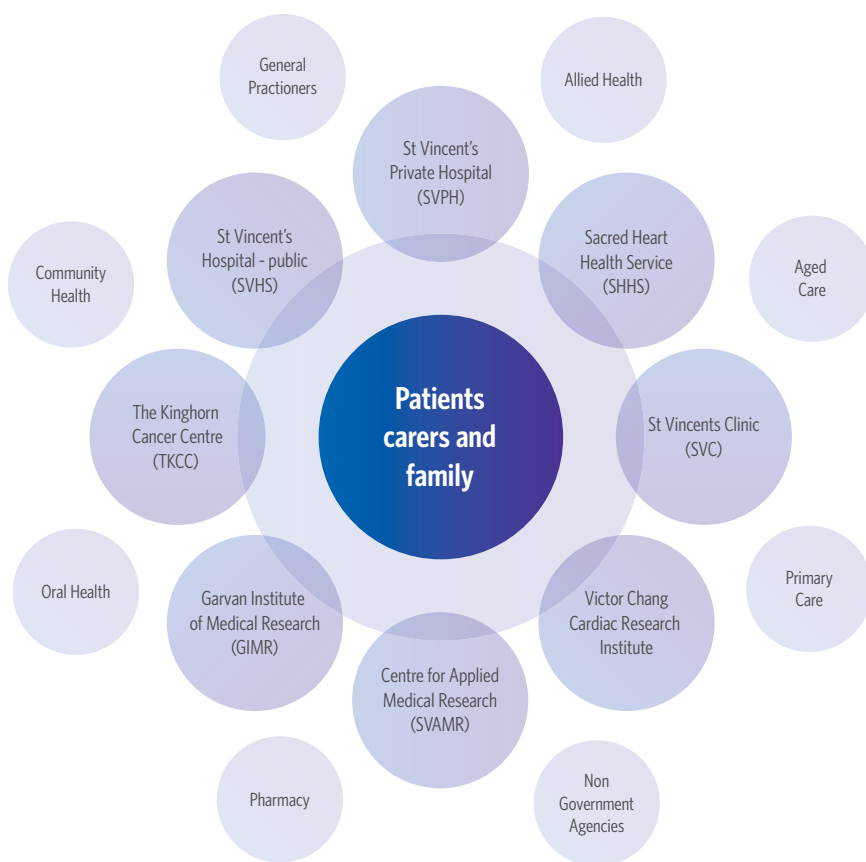 General
Practioners
Allied Health
St Vincent's
Private Hospital
(SVPH)
St Vincent's
Hospital - public
(SVHS)
Sacred Heart
Health Service
(SHHS)
Community
Health
Aged
Care
Patients
carers and
family
The Kinghorn
Cancer Centre
(TKCC)
St Vincents Clinic
(SVC)
Oral Health
Garvan Institute
of Medical Research
(GIMR)
Victor Chang
Cardiac Research
Institute
Primary
Care
Centre for Applied
Medical Research
(SVAMR)
Pharmacy
Non
Government
Agencies